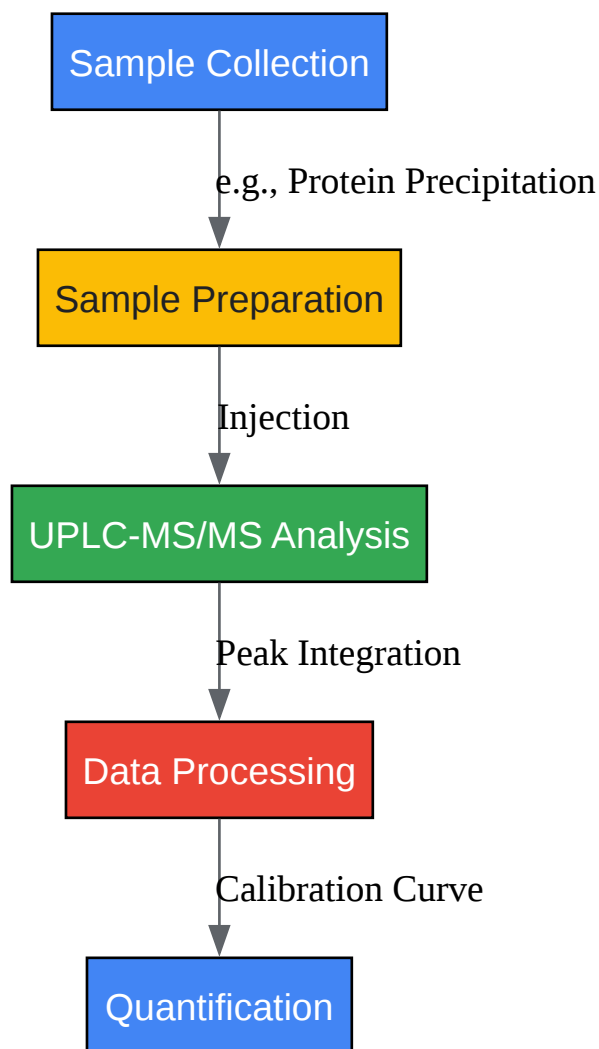 Sample Collection
e.g., Protein Precipitation
Sample Preparation
Injection
UPLC-MS/MS Analysis
Peak Integration
Data Processing
Calibration Curve
Quantification